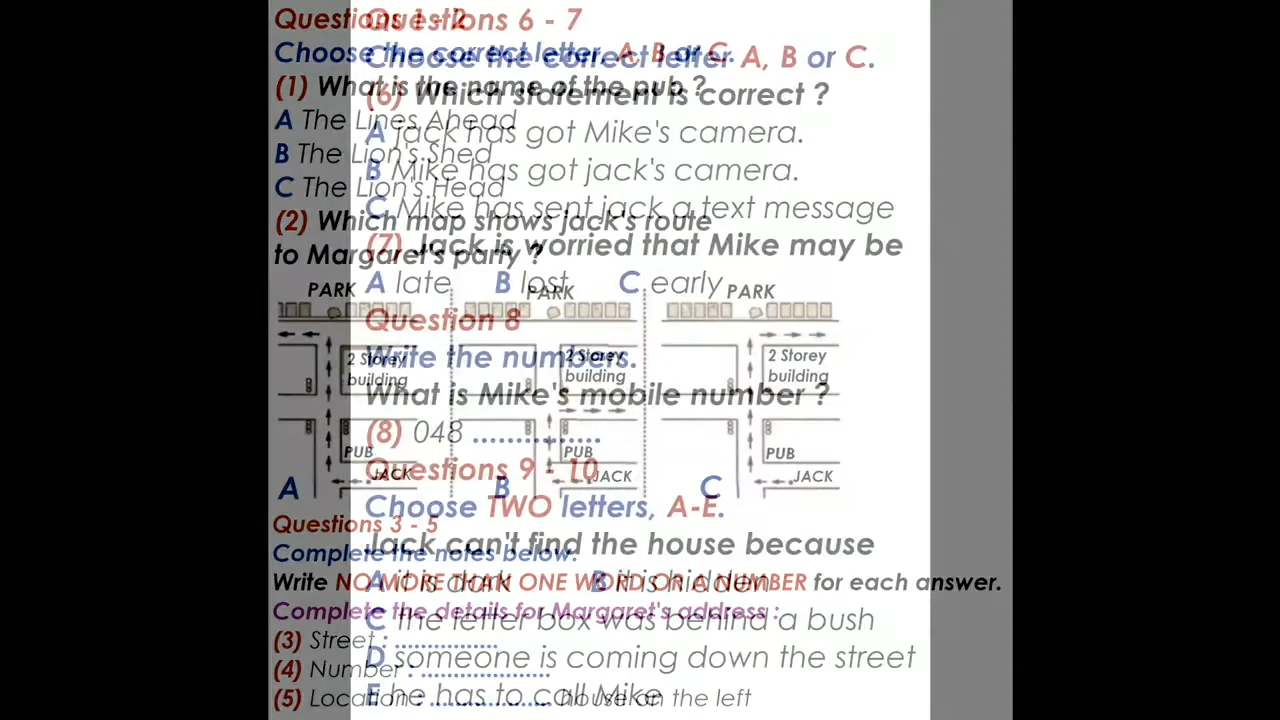 Questions 1 - 2
Choose the correct letter, A, B or C.
(1) What is the name of the pub ?
A The Lines Ahead
B The Lion's Shed
C The Lion's Head
(2) Which map shows jack's route
to Margaret's party ?
PARK
PARK
PARK
2 Storey
building
2 Storey
building
2 Storey
building
PUB
PUB
PUB
JACK
JACK
JACK
A
B
C
Questions 3 - 5
Complete the notes below.
Write NO MORE THAN ONE WORD OR A NUMBER for each answer.
Complete the details for Margaret's address :
(3) Street : ..................
(4) Number : ......................
(5) Location : ..................... house on the left
Questions 6 - 7
Choose the correct letter A, B or C.
(6) Which statement is correct ?
A Jack has got Mike's camera.
B Mike has got jack's camera.
C Mike has sent jack a text message
(7) Jack is worried that Mike may be
A late B lost C early
Question 8
Write the numbers.
What is Mike's mobile number ?
(8) 048 ..................
Questions 9 - 10
Choose TWO letters, A-E.
Jack can't find the house because
A it is dark B it is hidden
C the letter box was behind a bush
D someone is coming down the street
E he has to call Mike